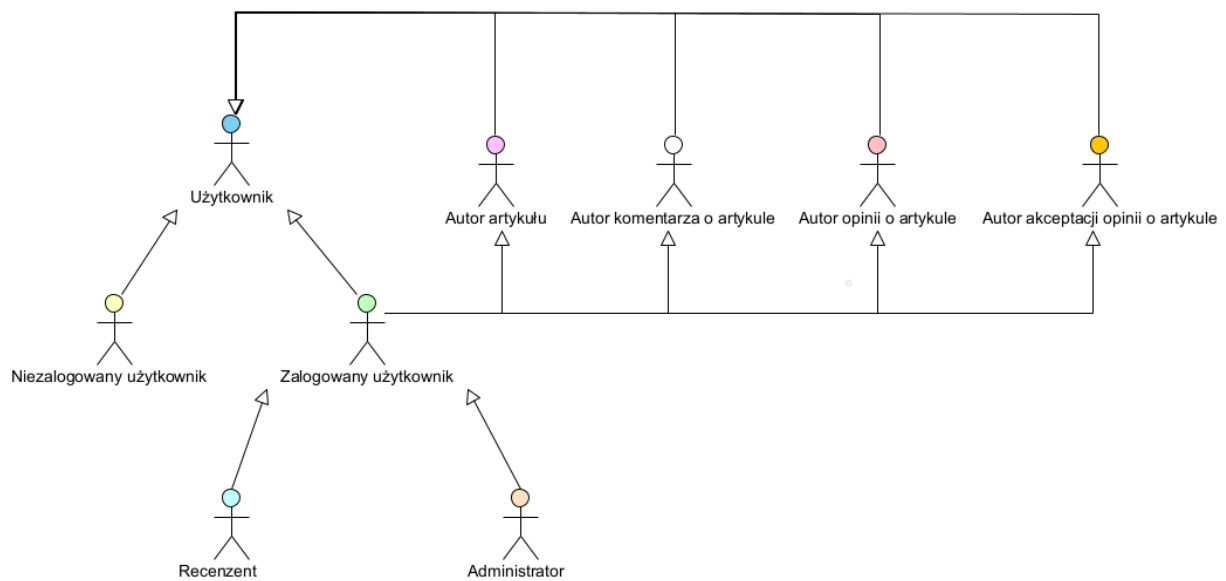 Użytkownik
Autor artykułu
Autor komentarza o artykule
Autor opinii o artykule
Autor akceptacji opinii o artykule
Niezalogowany użytkownik
Zalogowany użytkownik
Recenzent
Administrator